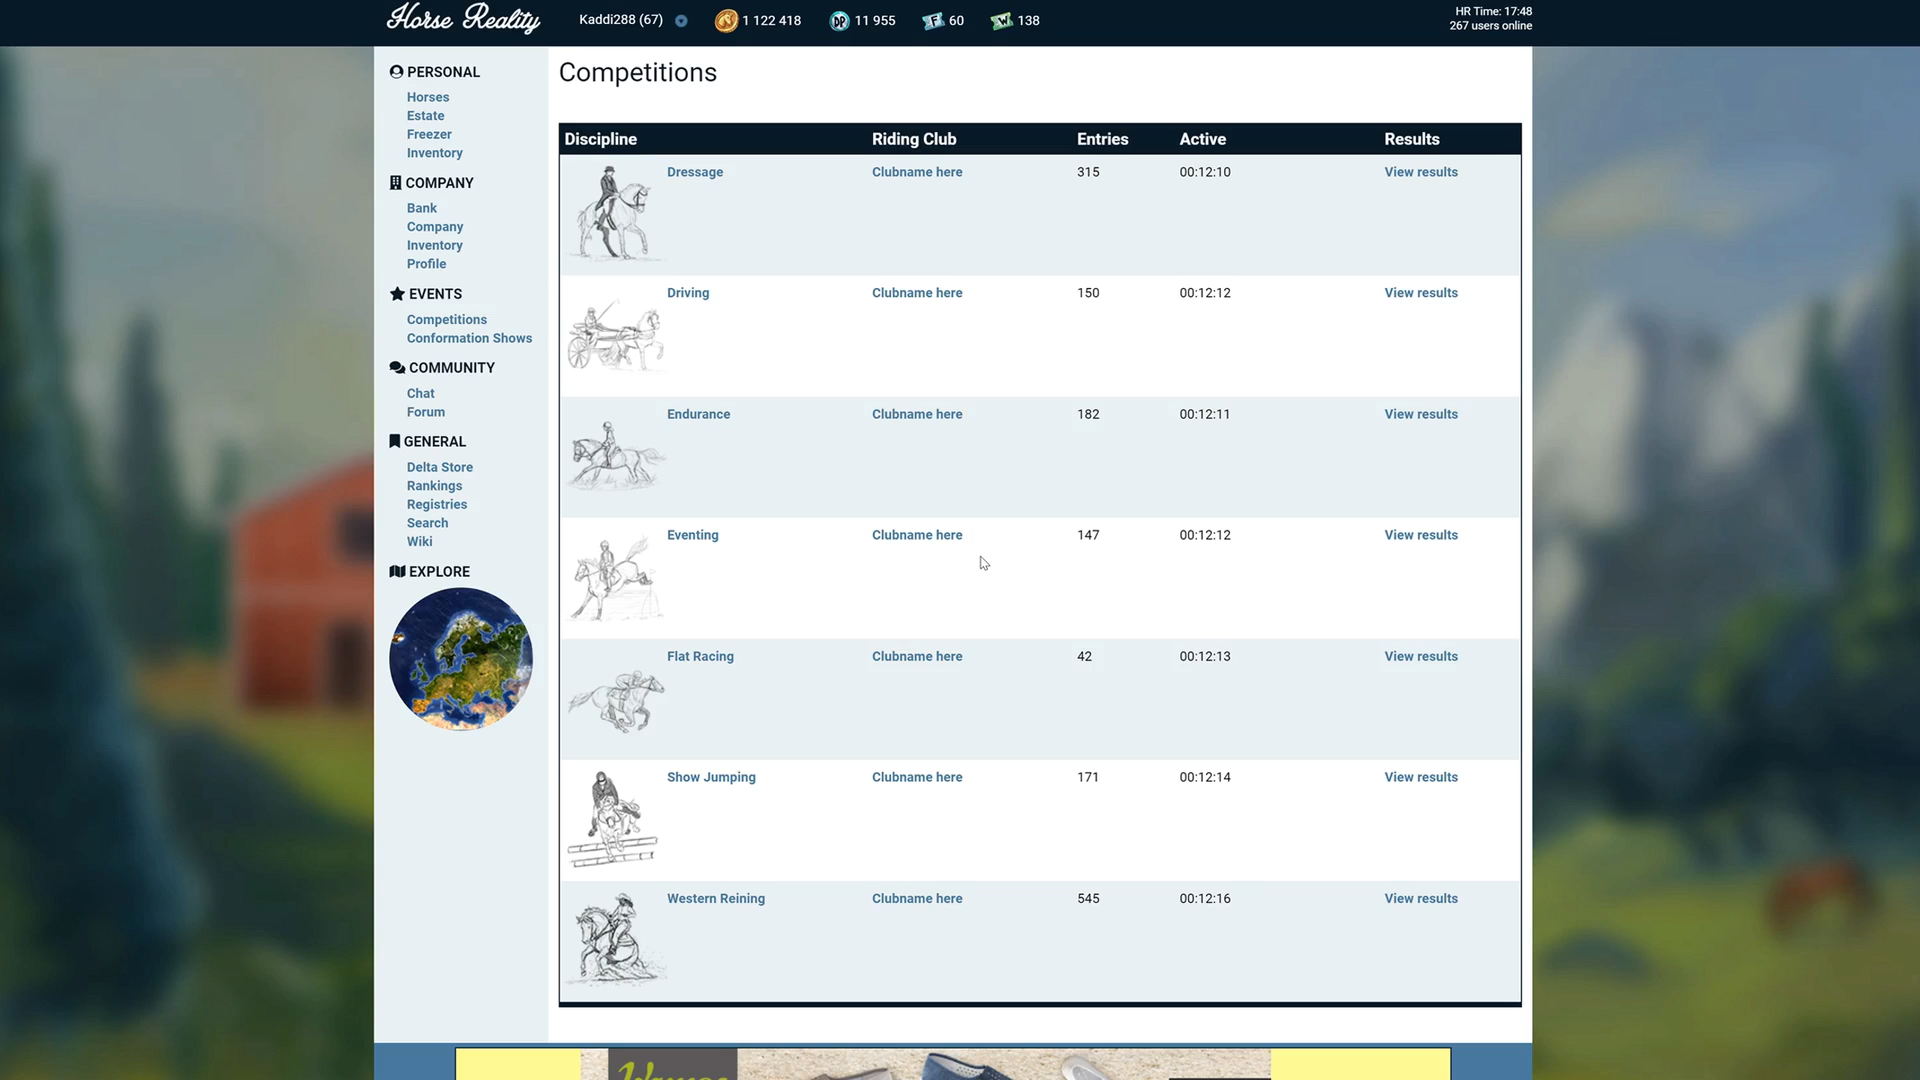 Horse Reality
Kaddi288 (67)
1 122 418
DP
11 955
F
60
W
138
HR Time: 17:48
267 users online
PERSONAL
Horses
Estate
Freezer
Inventory
COMPANY
Bank
Company
Inventory
Profile
EVENTS
Competitions
Conformation Shows
COMMUNITY
Chat
Forum
GENERAL
Delta Store
Rankings
Registries
Search
Wiki
EXPLORE
Competitions
Discipline Riding Club Entries Active Results
Dressage Clubname here 315 00:12:10 View results
Driving Clubname here 150 00:12:12 View results
Endurance Clubname here 182 00:12:11 View results
Eventing Clubname here 147 00:12:12 View results
Flat Racing Clubname here 42 00:12:13 View results
Show Jumping Clubname here 171 00:12:14 View results
Western Reining Clubname here 545 00:12:16 View results